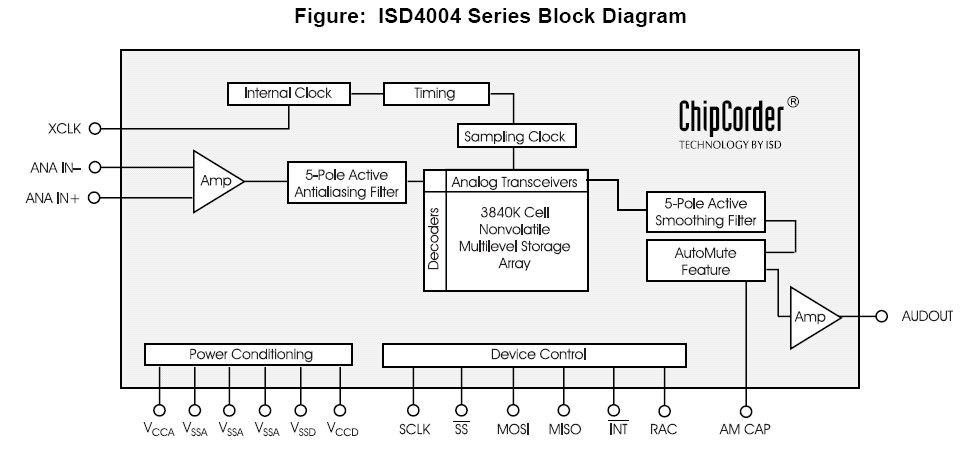 Figure: ISD4004 Series Block Diagram
Internal Clock
Timing
XCLK
Sampling Clock
ChipCorder®
TECHNOLOGY BY ISD
ANA IN–
ANA IN+
Amp
5–Pole Active
Antialiasing Filter
Analog Transceivers
Decoders
3840K Cell
Nonvolatile
Multilevel Storage
Array
5-Pole Active
Smoothing Filter
AutoMute
Feature
Amp
AUDOUT
Power Conditioning
Device Control
VCCA VSSA VSSA VSSA VSSD VCCD SCLK SS MOSI MISO INT RAC AM CAP